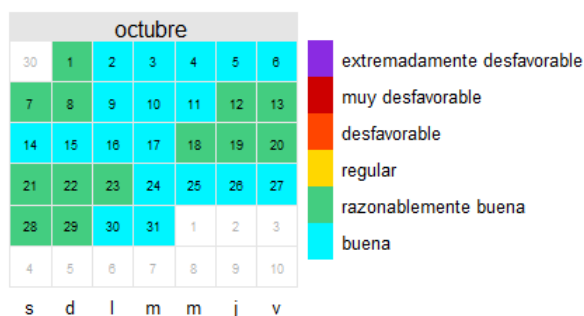 octubre
30 1 2 3 4 5 6
7 8 9 10 11 12 13
14 15 16 17 18 19 20
21 22 23 24 25 26 27
28 29 30 31 1 2 3
4 5 6 7 8 9 10
s d l m m j v
extremadamente desfavorable
muy desfavorable
desfavorable
regular
razonablemente buena
buena